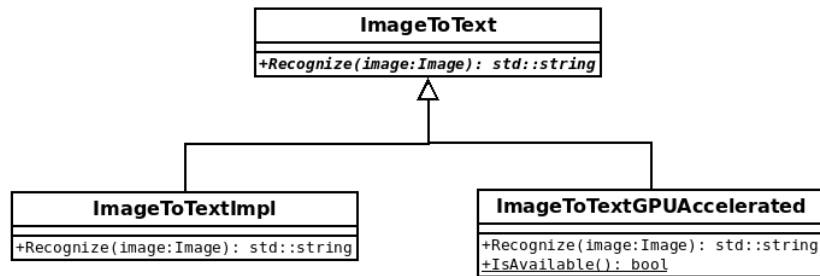 ImageToText
+Recognize(image:Image): std::string
ImageToTextImpl
+Recognize(image:Image): std::string
ImageToTextGPUAccelerated
+Recognize(image:Image): std::string
+IsAvailable(): bool